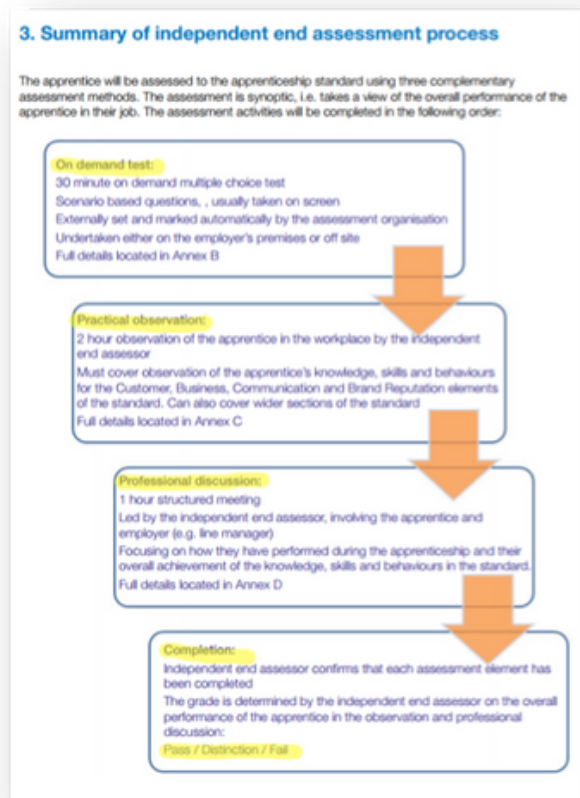 3. Summary of independent end assessment process
The apprentice will be assessed to the apprenticeship standard using three complementary
assessment methods. The assessment is synoptic, i.e. takes a view of the overall performance of the
apprentice in their job. The assessment activities will be completed in the following order:
On demand test:
30 minute on demand multiple choice test
Scenario based questions, , usually taken on screen
Externally set and marked automatically by the assessment organisation
Undertaken either on the employer's premises or off site
Full details located in Annex B
Practical observation:
2 hour observation of the apprentice in the workplace by the independent
end assessor
Must cover observation of the apprentice's knowledge, skills and behaviours
for the Customer, Business, Communication and Brand Reputation elements
of the standard. Can also cover wider sections of the standard
Full details located in Annex C
Professional discussion:
1 hour structured meeting
Led by the independent end assessor, involving the apprentice and
employer (e.g. line manager)
Focusing on how they have performed during the apprenticeship and their
overall achievement of the knowledge, skills and behaviours in the standard.
Full details located in Annex D
Completion:
Independent end assessor confirms that each assessment element has
been completed
The grade is determined by the independent end assessor on the overall
performance of the apprentice in the observation and professional
discussion:
Pass / Distinction / Fail